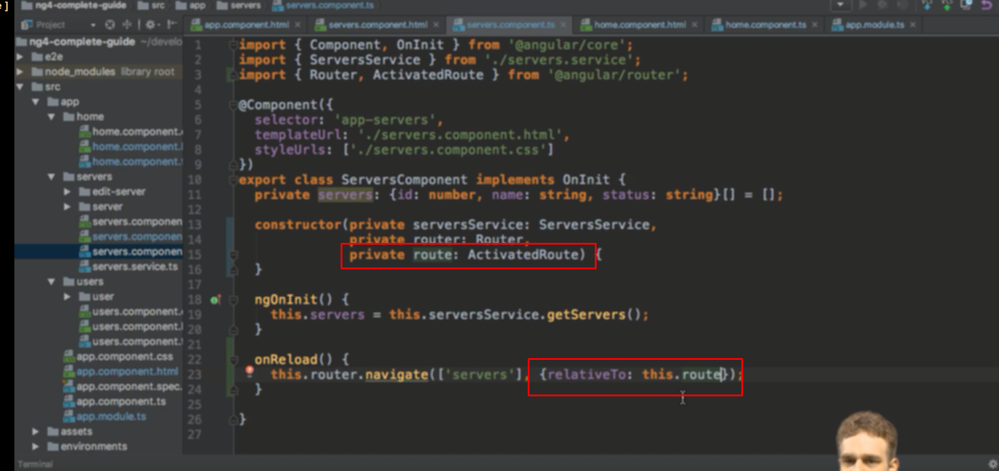 e]
ng4-complete-guide src app servers servers.component.ts
Project
app.component.html servers.component.html servers.component.ts home.component.html home.component.ts app.module.ts
ng4-complete-guide ~/develo
e2e
node_modules library root
src
app
home
home.component.
home.component.
home.component.
servers
edit-server
server
servers.componen
servers.componen
servers.componen
servers.service.ts
users
user
users.component.
users.component.
users.component.
app.component.css
app.component.html
app.component.spec.
app.component.ts
app.module.ts
assets
environments
1 import { Component, OnInit } from '@angular/core';
2 import { ServersService } from './servers.service';
3 import { Router, ActivatedRoute } from '@angular/router';
4
5 @Component({
6 selector: 'app-servers',
7 templateUrl: './servers.component.html',
8 styleUrls: ['./servers.component.css']
9 })
10 export class ServersComponent implements OnInit {
11 private servers: {id: number, name: string, status: string}[] = [];
12
13 constructor(private serversService: ServersService,
14 private router: Router,
15 private route: ActivatedRoute) {
16 }
17
18 ngOnInit() {
19 this.servers = this.serversService.getServers();
20 }
21
22 onReload() {
23 this.router.navigate(['servers'], {relativeTo: this.route});
24 }
25
26 }
27
Terminal